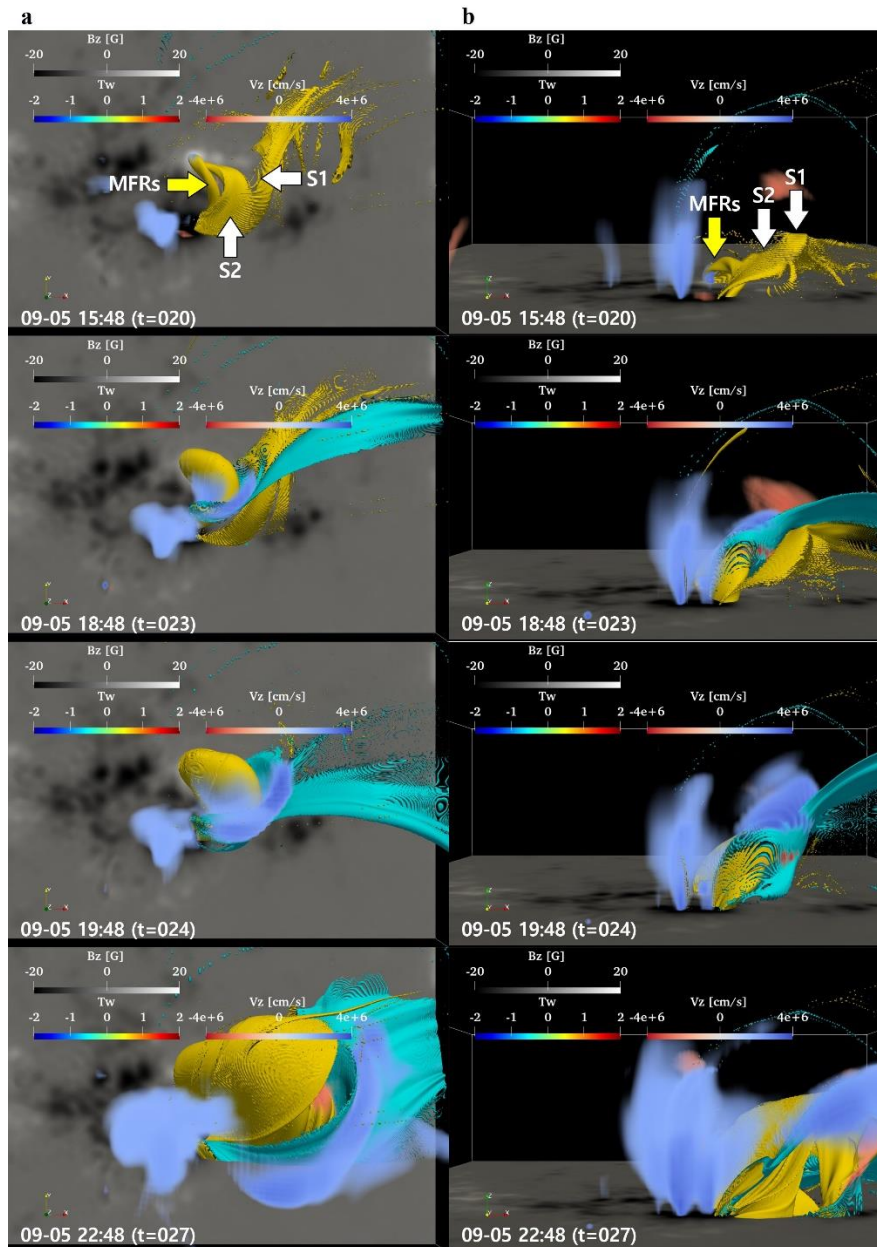 a
b
Bz [G]
-20 0 20
Tw
Vz [cm/s]
-2 -1 0 1 2 -4e+6 0 4e+6
MFRs
S1
S2
09-05 15:48 (t=020)
Bz [G]
-20 0 20
Tw
Vz [cm/s]
-2 -1 0 1 2 -4e+6 0 4e+6
S1
S2
MFRs
09-05 15:48 (t=020)
Bz [G]
-20 0 20
Tw
Vz [cm/s]
-2 -1 0 1 2 -4e+6 0 4e+6
09-05 18:48 (t=023)
Bz [G]
-20 0 20
Tw
Vz [cm/s]
-2 -1 0 1 2 -4e+6 0 4e+6
09-05 18:48 (t=023)
Bz [G]
-20 0 20
Tw
Vz [cm/s]
-2 -1 0 1 2 -4e+6 0 4e+6
09-05 19:48 (t=024)
Bz [G]
-20 0 20
Tw
Vz [cm/s]
-2 -1 0 1 2 -4e+6 0 4e+6
09-05 19:48 (t=024)
Bz [G]
-20 0 20
Tw
Vz [cm/s]
-2 -1 0 1 2 -4e+6 0 4e+6
09-05 22:48 (t=027)
Bz [G]
-20 0 20
Tw
Vz [cm/s]
-2 -1 0 1 2 -4e+6 0 4e+6
09-05 22:48 (t=027)